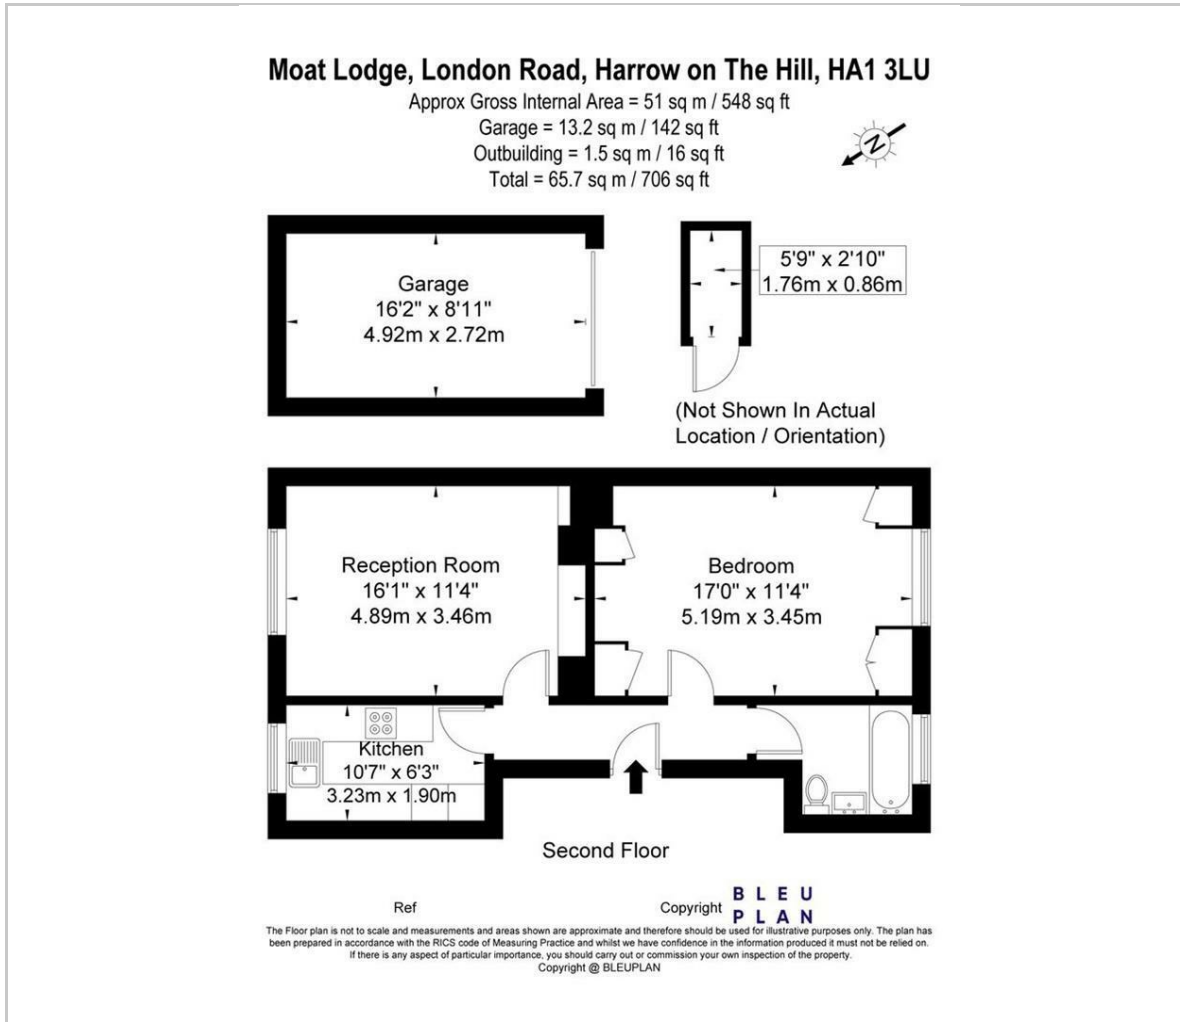 Moat Lodge, London Road, Harrow on The Hill, HA1 3LU
Approx Gross Internal Area = 51 sq m / 548 sq ft
Garage = 13.2 sq m / 142 sq ft
Outbuilding = 1.5 sq m / 16 sq ft
Total = 65.7 sq m / 706 sq ft
N
Garage
16'2" x 8'11"
4.92m x 2.72m
5'9" x 2'10"
1.76m x 0.86m
(Not Shown In Actual
Location / Orientation)
Reception Room
16'1" x 11'4"
4.89m x 3.46m
Bedroom
17'0" x 11'4"
5.19m x 3.45m
Kitchen
10'7" x 6'3"
3.23m x 1.90m
Second Floor
Ref
Copyright
BLEU
PLAN
The Floor plan is not to scale and measurements and areas shown are approximate and therefore should be used for illustrative purposes only. The plan has
been prepared in accordance with the RICS code of Measuring Practice and whilst we have confidence in the information produced it must not be relied on.
If there is any aspect of particular importance, you should carry out or commission your own inspection of the property.
Copyright @ BLEUPLAN